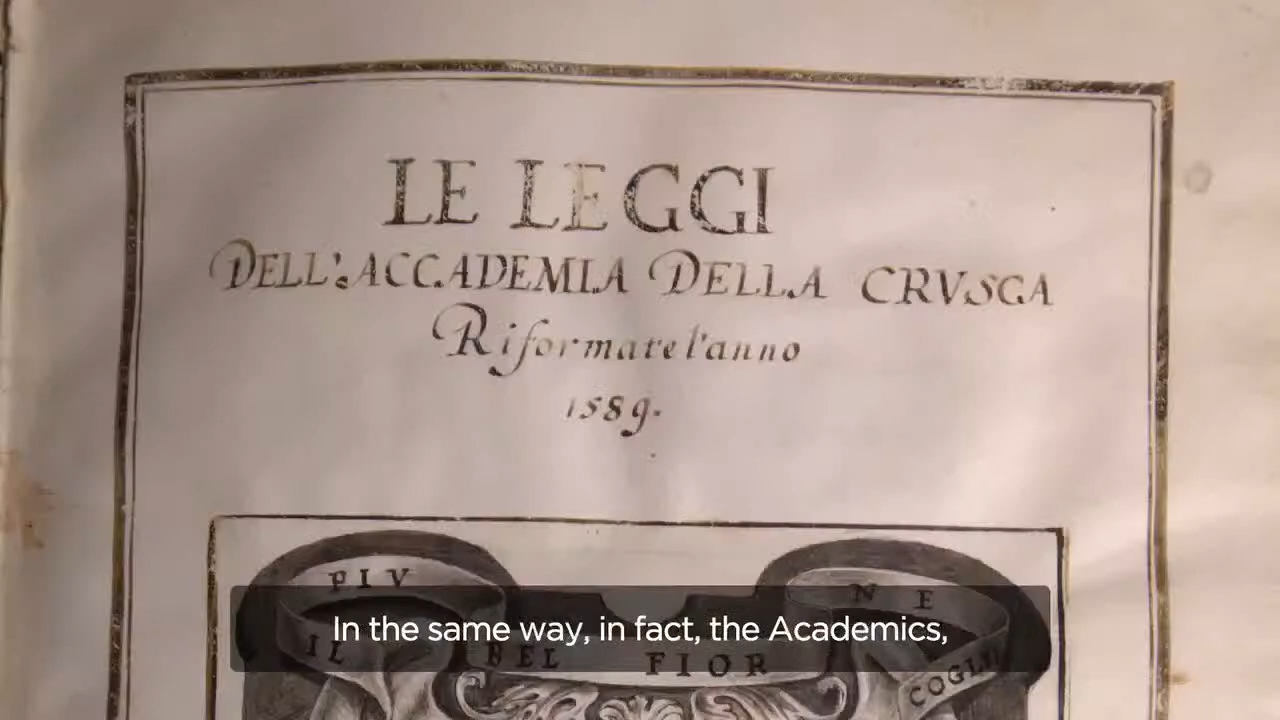 LE LEGGI
DELL'ACCADEMIA DELLA CRVSCA
Riformate l'anno
1589.
PIV
N E
IL BEL FIOR COGLIE
In the same way, in fact, the Academics,